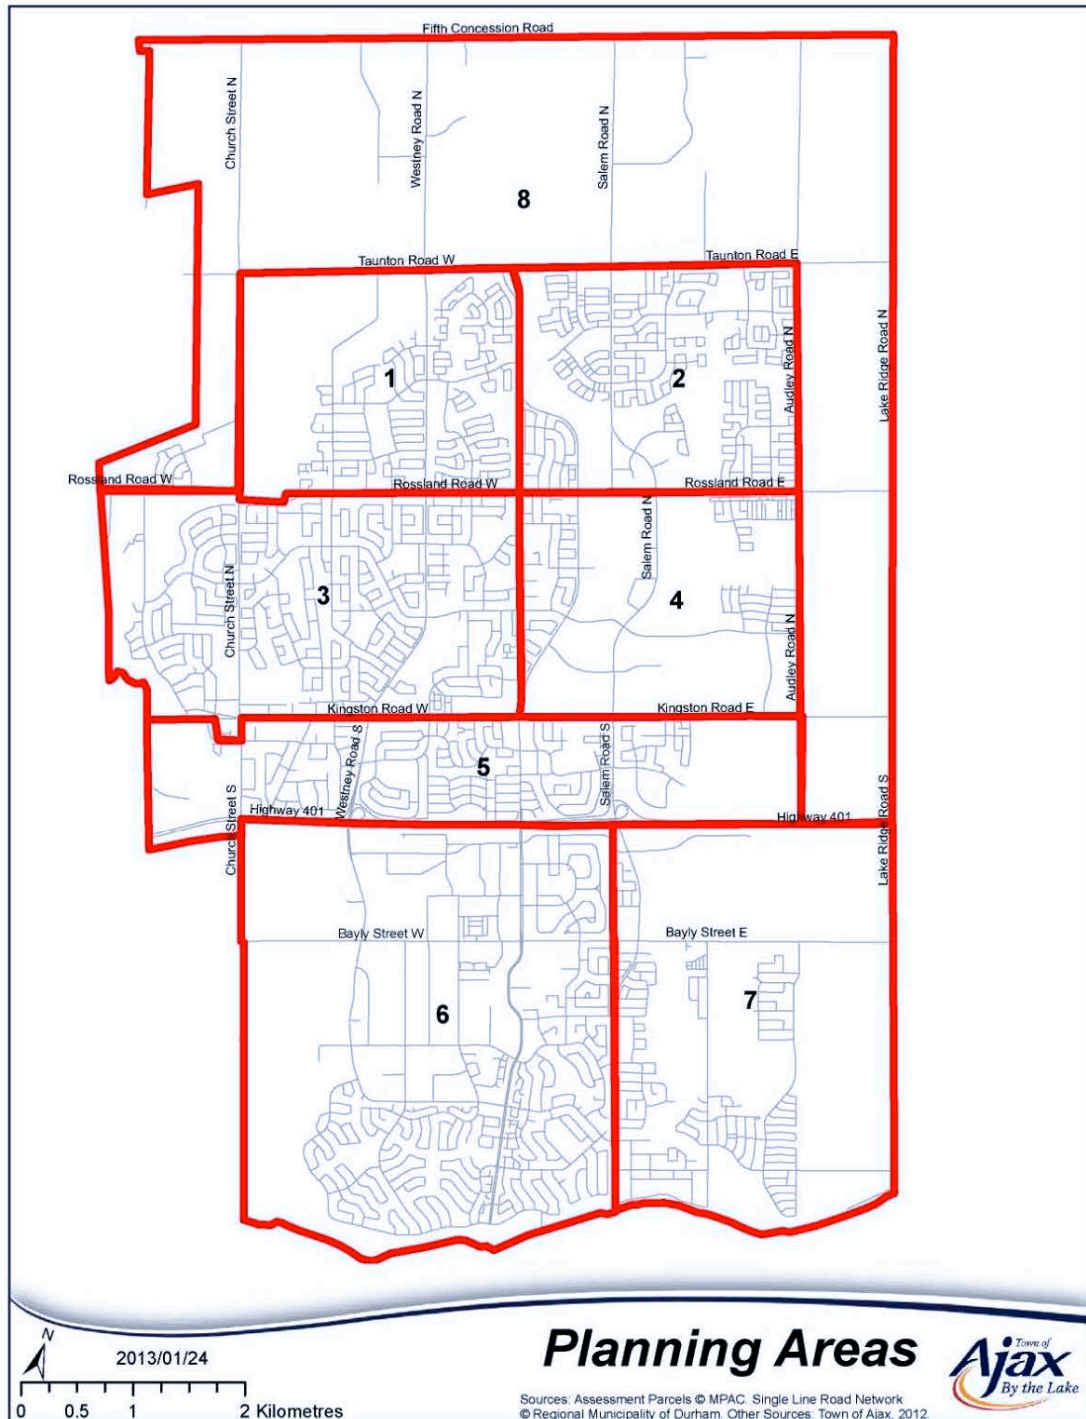 Fifth Concession Road
Church Street N
Westney Road N
Salem Road N
8
Taunton Road W
Taunton Road E
1
2
Audley Road N
Lake Ridge Road N
Rossland Road W
Rossland Road W
Rossland Road E
Salem Road N
3
4
Church Street N
Audley Road N
Kingston Road W
Kingston Road E
Westney Road S
5
Salem Road S
Church Street S
Highway 401
Highway 401
Lake Ridge Road S
Bayly Street W
Bayly Street E
6
7
N
2013/01/24
0 0.5 1 2 Kilometres
Planning Areas
Sources: Assessment Parcels © MPAC. Single Line Road Network
© Regional Municipality of Durham. Other Sources: Town of Ajax. 2012.
Town of
Ajax
By the Lake